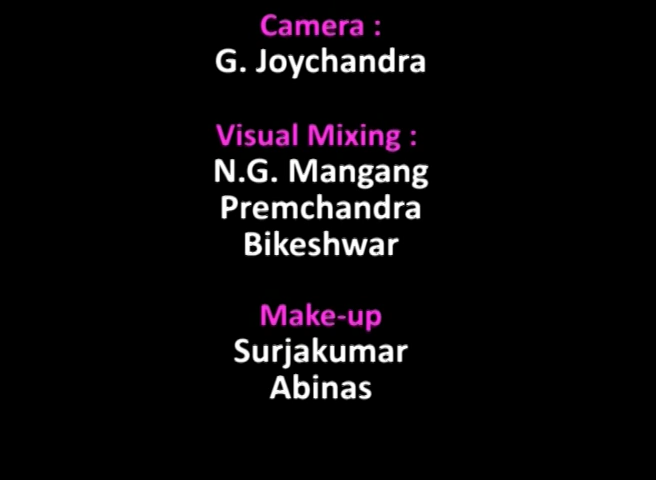 Camera :
G. Joychandra
Visual Mixing :
N.G. Mangang
Premchandra
Bikeshwar
Make-up
Surjakumar
Abinas